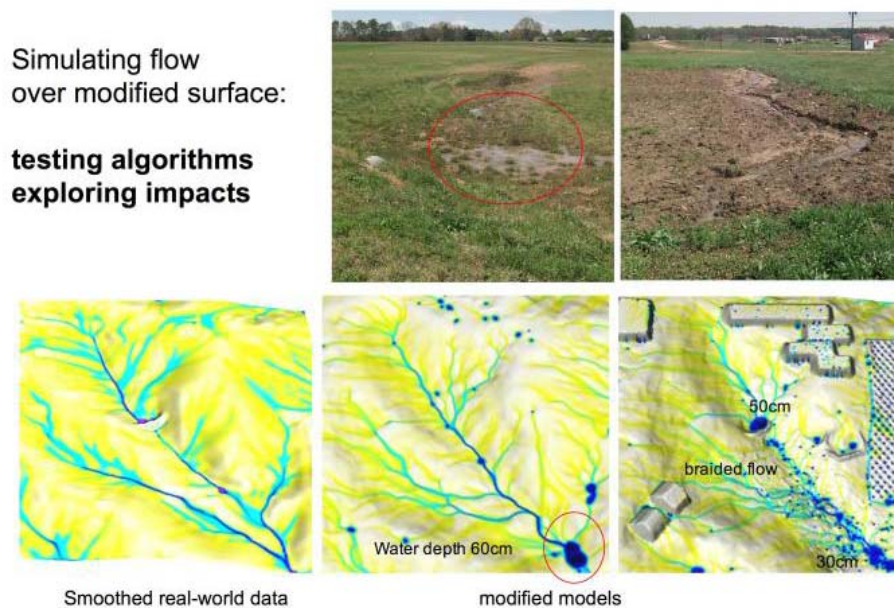 Simulating flow
over modified surface:
testing algorithms
exploring impacts
50cm
braided flow
Water depth 60cm
30cm
Smoothed real-world data
modified models